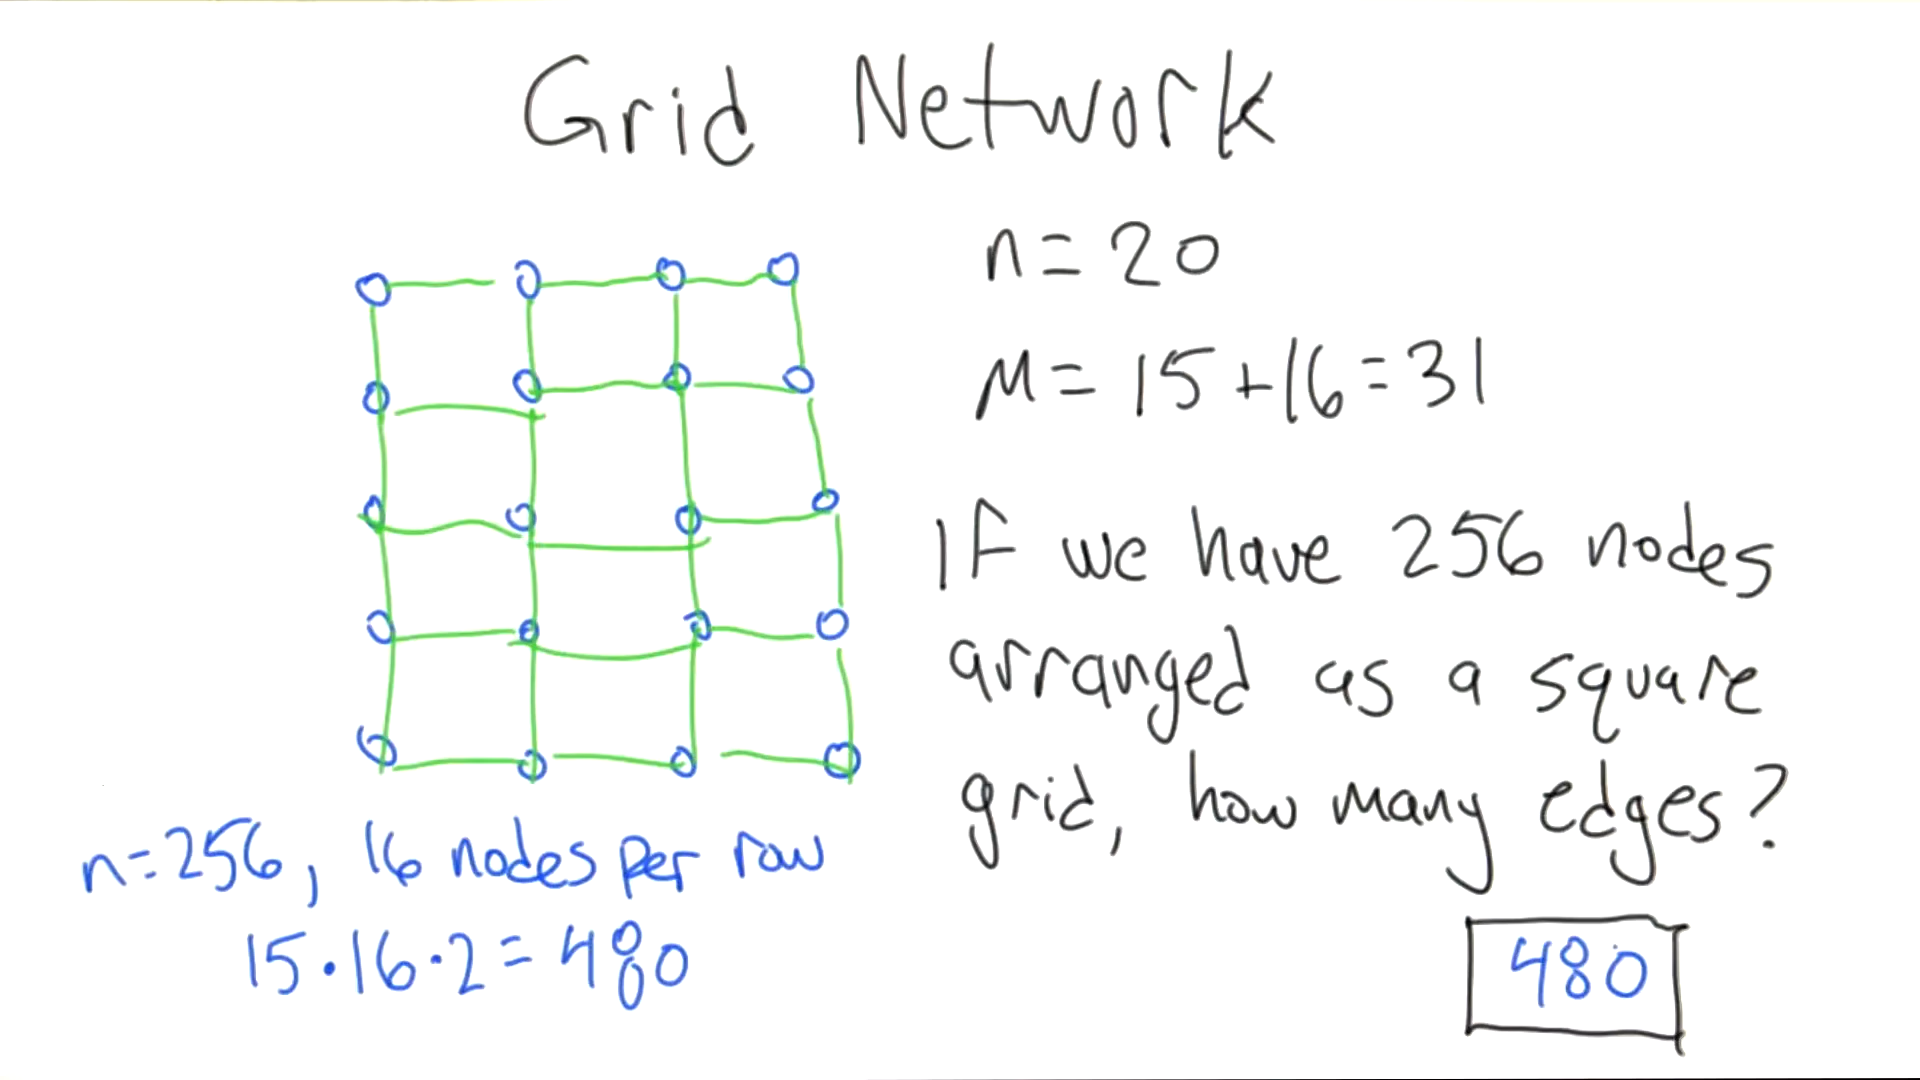 Grid Network
n = 20
M = 15 + 16 = 31
IF we have 256 nodes
arranged as a square
grid, how many edges?
n=256, 16 nodes per row
15·16·2 = 480
480